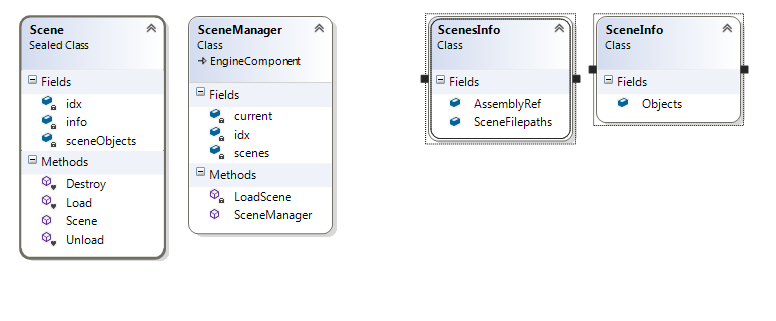 Scene
Sealed Class
Fields
idx
info
sceneObjects
Methods
Destroy
Load
Scene
Unload
SceneManager
Class
EngineComponent
Fields
current
idx
scenes
Methods
LoadScene
SceneManager
ScenesInfo
Class
Fields
AssemblyRef
SceneFilepaths
SceneInfo
Class
Fields
Objects